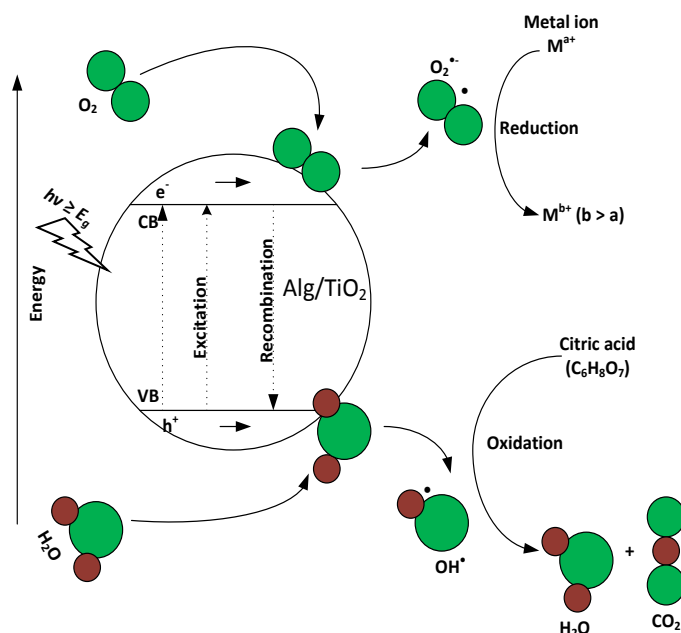 Metal ion
Mᵃ⁺
O₂
O₂•⁻
•
Reduction
hν ≥ E_g
e⁻
CB
Mᵇ⁺ (b > a)
Energy
Excitation
Recombination
Alg/TiO₂
Citric acid
(C₆H₈O₇)
VB
h⁺
Oxidation
•
H₂O
OH•
+
H₂O
CO₂